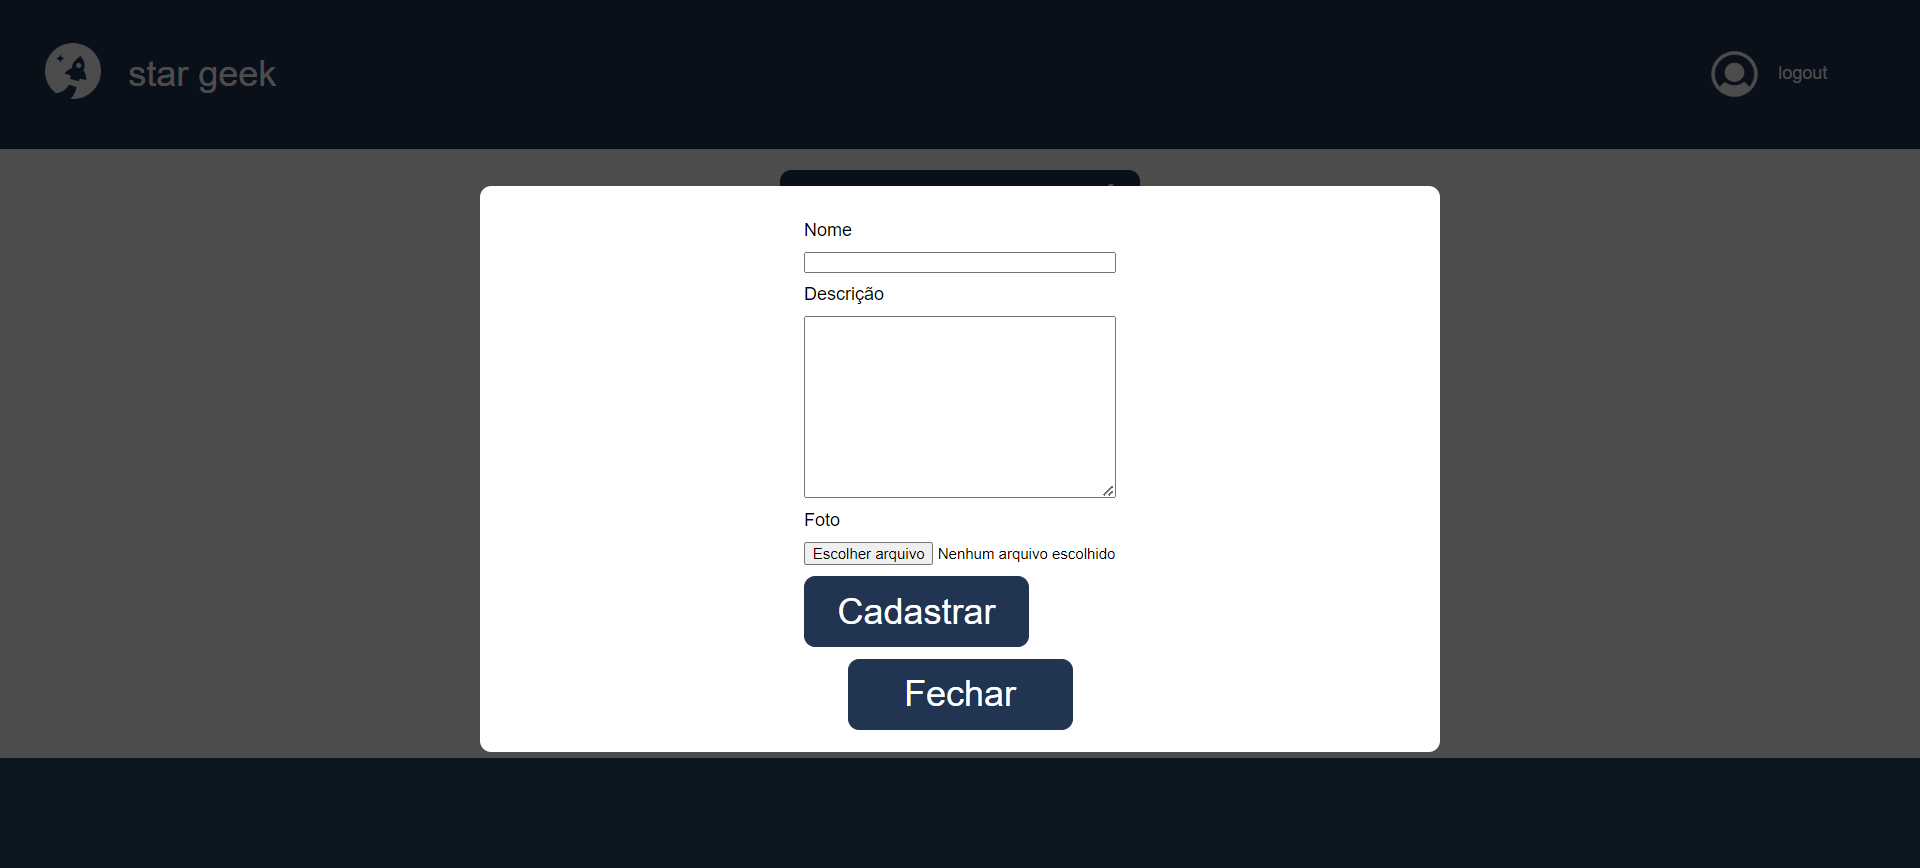 star geek
logout
Nome
Descrição
Foto
Escolher arquivo Nenhum arquivo escolhido
Cadastrar
Fechar